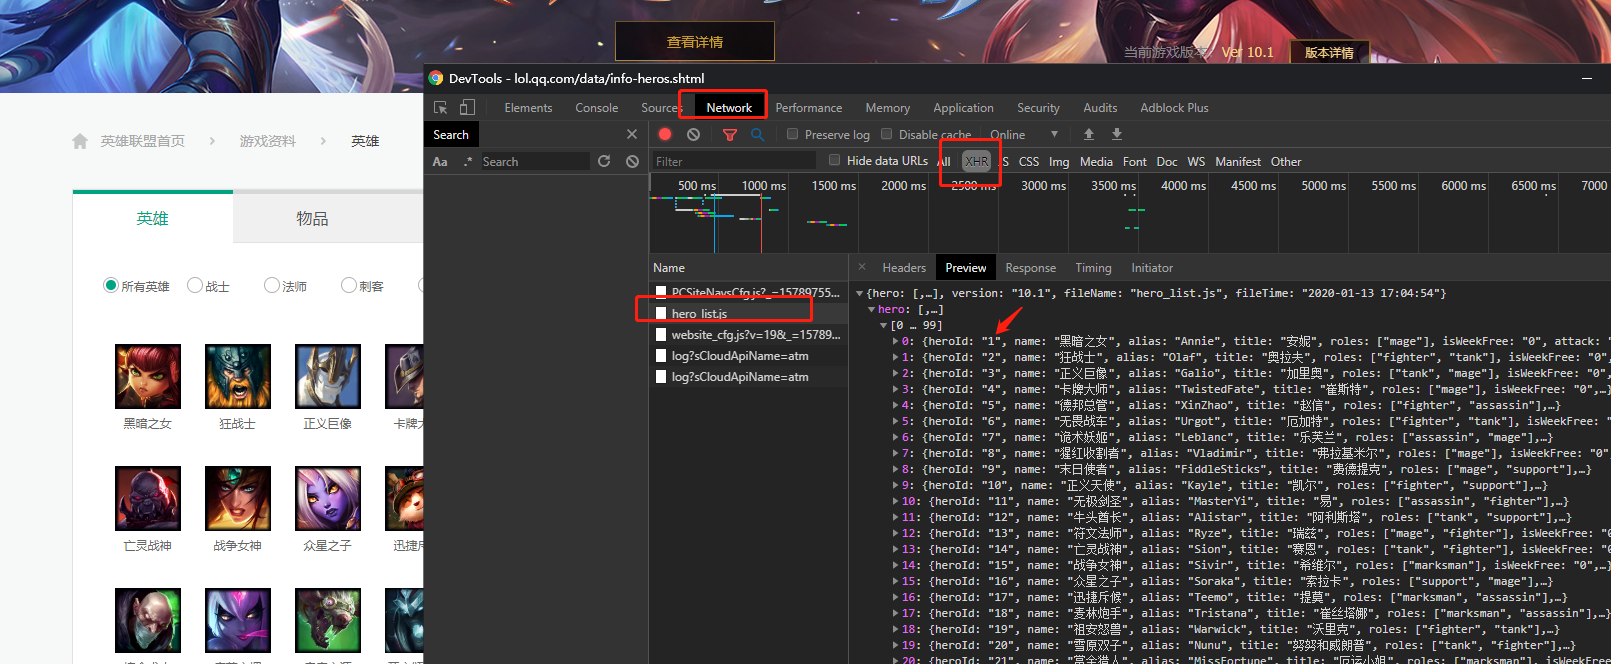 查看详情
当前游戏版本: Ver 10.1 版本详情
DevTools - lol.qq.com/data/info-heros.shtml
Elements Console Sources Network Performance Memory Application Security Audits Adblock Plus
Search
Preserve log Disable cache Online
Aa .* Search
Filter Hide data URLs All XHR JS CSS Img Media Font Doc WS Manifest Other
500 ms 1000 ms 1500 ms 2000 ms 2500 ms 3000 ms 3500 ms 4000 ms 4500 ms 5000 ms 5500 ms 6000 ms 6500 ms 7000
英雄联盟首页 > 游戏资料 > 英雄
英雄 物品
所有英雄 战士 法师 刺客
黑暗之女 狂战士 正义巨像 卡牌大
亡灵战神 战争女神 众星之子 迅捷斥
Name
PCSiteNavsCfg.js?_=15789755...
hero_list.js
website_cfg.js?v=19&_=15789...
log?sCloudApiName=atm
log?sCloudApiName=atm
Headers Preview Response Timing Initiator
{hero: [,…], version: "10.1", fileName: "hero_list.js", fileTime: "2020-01-13 17:04:54"}
hero: [,…]
[0 … 99]
0: {heroId: "1", name: "黑暗之女", alias: "Annie", title: "安妮", roles: ["mage"], isWeekFree: "0", attack: "
1: {heroId: "2", name: "狂战士", alias: "Olaf", title: "奥拉夫", roles: ["fighter", "tank"], isWeekFree: "0",
2: {heroId: "3", name: "正义巨像", alias: "Galio", title: "加里奥", roles: ["tank", "mage"], isWeekFree: "0",
3: {heroId: "4", name: "卡牌大师", alias: "TwistedFate", title: "崔斯特", roles: ["mage"], isWeekFree: "0",…
4: {heroId: "5", name: "德邦总管", alias: "XinZhao", title: "赵信", roles: ["fighter", "assassin"],…}
5: {heroId: "6", name: "无畏战车", alias: "Urgot", title: "厄加特", roles: ["fighter", "tank"], isWeekFree: "0"
6: {heroId: "7", name: "诡术妖姬", alias: "Leblanc", title: "乐芙兰", roles: ["assassin", "mage"],…}
7: {heroId: "8", name: "猩红收割者", alias: "Vladimir", title: "弗拉基米尔", roles: ["mage"], isWeekFree: "0",
8: {heroId: "9", name: "末日使者", alias: "FiddleSticks", title: "费德提克", roles: ["mage", "support"],…}
9: {heroId: "10", name: "正义天使", alias: "Kayle", title: "凯尔", roles: ["fighter", "support"],…}
10: {heroId: "11", name: "无极剑圣", alias: "MasterYi", title: "易", roles: ["assassin", "fighter"],…}
11: {heroId: "12", name: "牛头酋长", alias: "Alistar", title: "阿利斯塔", roles: ["tank", "support"],…}
12: {heroId: "13", name: "符文法师", alias: "Ryze", title: "瑞兹", roles: ["mage", "fighter"], isWeekFree: "0",
13: {heroId: "14", name: "亡灵战神", alias: "Sion", title: "赛恩", roles: ["tank", "fighter"], isWeekFree: "0",
14: {heroId: "15", name: "战争女神", alias: "Sivir", title: "希维尔", roles: ["marksman"], isWeekFree: "0",…}
15: {heroId: "16", name: "众星之子", alias: "Soraka", title: "索拉卡", roles: ["support", "mage"],…}
16: {heroId: "17", name: "迅捷斥候", alias: "Teemo", title: "提莫", roles: ["marksman", "assassin"],…}
17: {heroId: "18", name: "麦林炮手", alias: "Tristana", title: "崔丝塔娜", roles: ["marksman", "assassin"],…}
18: {heroId: "19", name: "祖安怒兽", alias: "Warwick", title: "沃里克", roles: ["fighter", "tank"],…}
19: {heroId: "20", name: "雪原双子", alias: "Nunu", title: "努努和威朗普", roles: ["tank", "fighter"],…}
20: {heroId: "21", name: "赏金猎人", alias: "MissFortune", title: "厄运小姐", roles: ["marksman"], isWeekFree